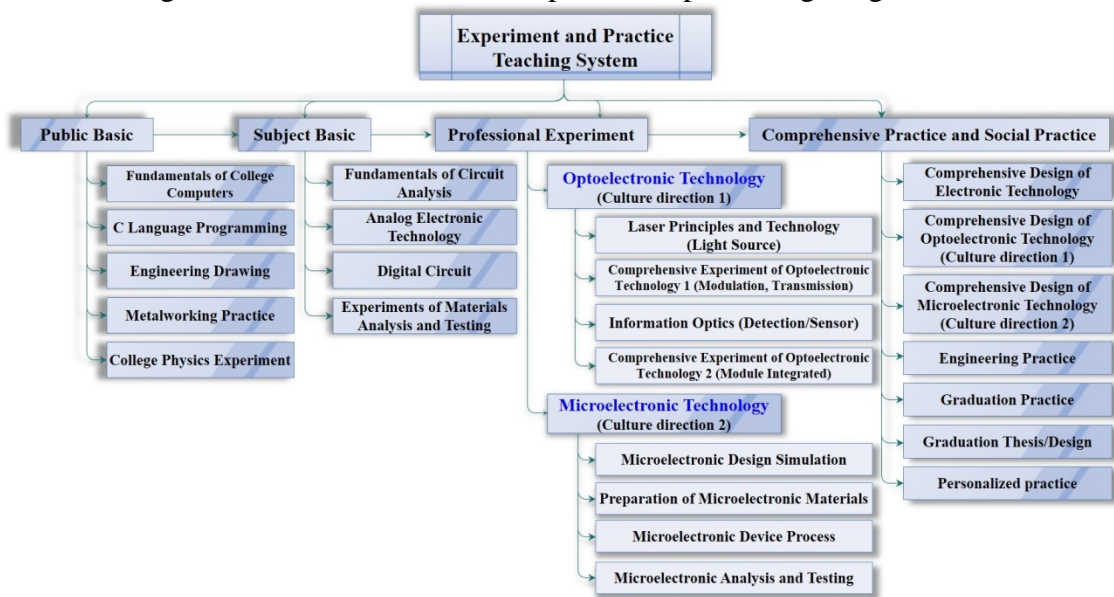 Experiment and Practice
Teaching System
Public Basic
Subject Basic
Professional Experiment
Comprehensive Practice and Social Practice
Fundamentals of College
Computers
C Language Programming
Engineering Drawing
Metalworking Practice
College Physics Experiment
Fundamentals of Circuit
Analysis
Analog Electronic
Technology
Digital Circuit
Experiments of Materials
Analysis and Testing
Optoelectronic Technology
(Culture direction 1)
Laser Principles and Technology
(Light Source)
Comprehensive Experiment of Optoelectronic
Technology 1 (Modulation, Transmission)
Information Optics (Detection/Sensor)
Comprehensive Experiment of Optoelectronic
Technology 2 (Module Integrated)
Microelectronic Technology
(Culture direction 2)
Microelectronic Design Simulation
Preparation of Microelectronic Materials
Microelectronic Device Process
Microelectronic Analysis and Testing
Comprehensive Design of
Electronic Technology
Comprehensive Design of
Optoelectronic Technology
(Culture direction 1)
Comprehensive Design of
Microelectronic Technology
(Culture direction 2)
Engineering Practice
Graduation Practice
Graduation Thesis/Design
Personalized practice